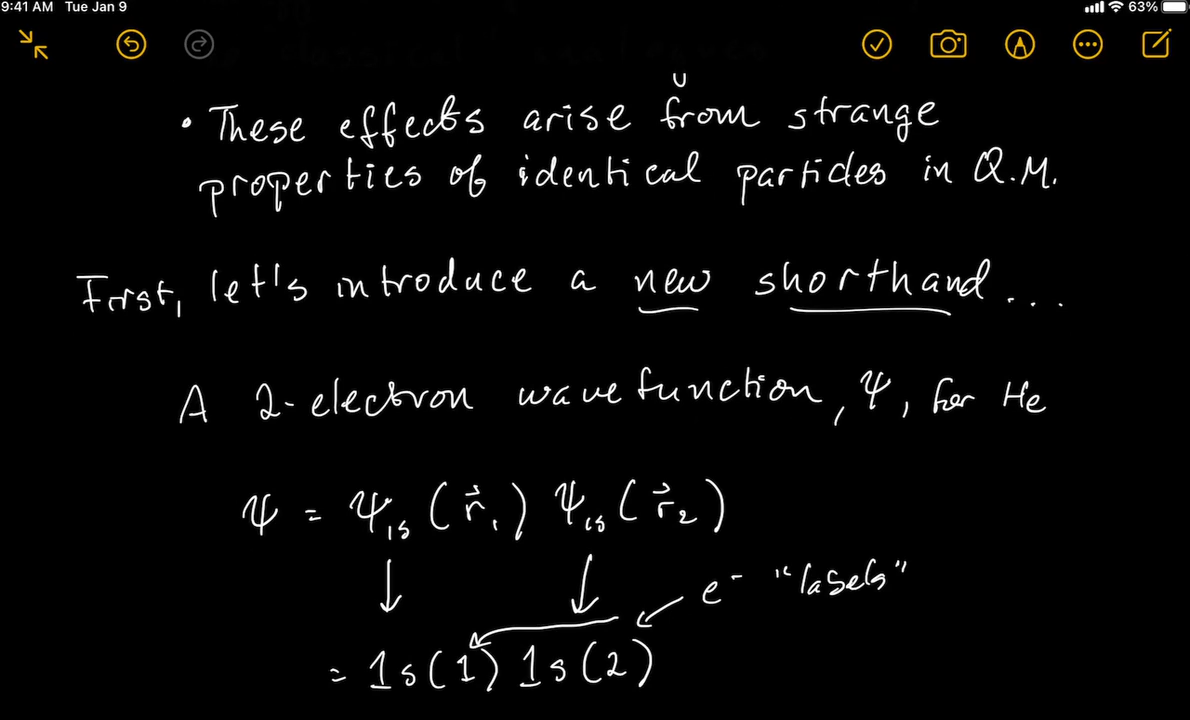 9:41 AM Tue Jan 9 63%
• These effects arise from strange
properties of identical particles in Q.M.
First, let's introduce a new shorthand...
A 2-electron wavefunction, Ψ, for He
Ψ = Ψ₁ₛ(r⃗₁) Ψ₁ₛ(r⃗₂)
↓ ↓ e⁻ "labels"
= 1s(1) 1s(2)